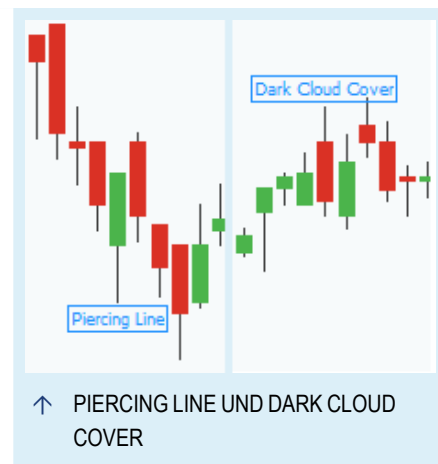 Dark Cloud Cover
Piercing Line
↑ PIERCING LINE UND DARK CLOUD
COVER